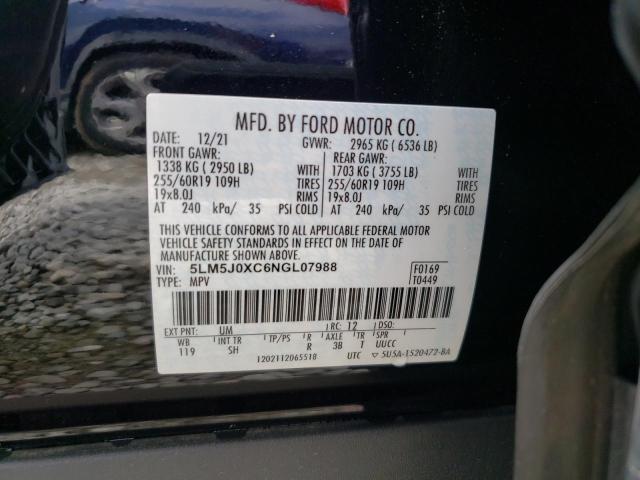 MFD. BY FORD MOTOR CO.
DATE: 12/21 GVWR: 2965 KG ( 6536 LB)
FRONT GAWR: REAR GAWR:
1338 KG ( 2950 LB) WITH 1703 KG ( 3755 LB) WITH
255/60R19 109H TIRES 255/60R19 109H TIRES
19x8.0J RIMS 19x8.0J RIMS
AT 240 kPa/ 35 PSI COLD AT 240 kPa/ 35 PSI COLD
THIS VEHICLE CONFORMS TO ALL APPLICABLE FEDERAL MOTOR
VEHICLE SAFETY STANDARDS IN EFFECT ON THE DATE OF
MANUFACTURE SHOWN ABOVE.
VIN: 5LM5J0XC6NGL07988 F0169
TYPE: MPV T0449
EXT PNT: UM RC: 12 DSO:
WB INT TR TP/PS R AXLE TR SPR
119 SH R 3B T UUCC
1202112065518 UTC ▽ 5U5A-1520472-BA